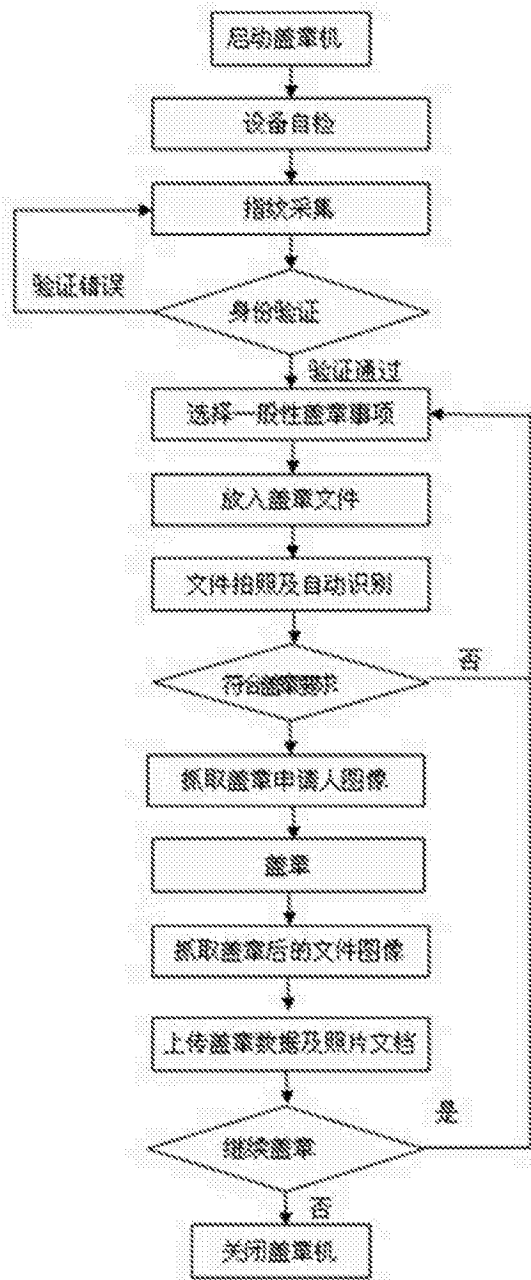 启动盖章机
设备自检
指纹采集
验证错误
身份验证
验证通过
选择一般性盖章事项
放入盖章文件
文件拍照及自动识别
否
符合盖章要求
抓取盖章申请人图像
盖章
抓取盖章后的文件图像
上传盖章数据及照片文档
是
继续盖章
否
关闭盖章机